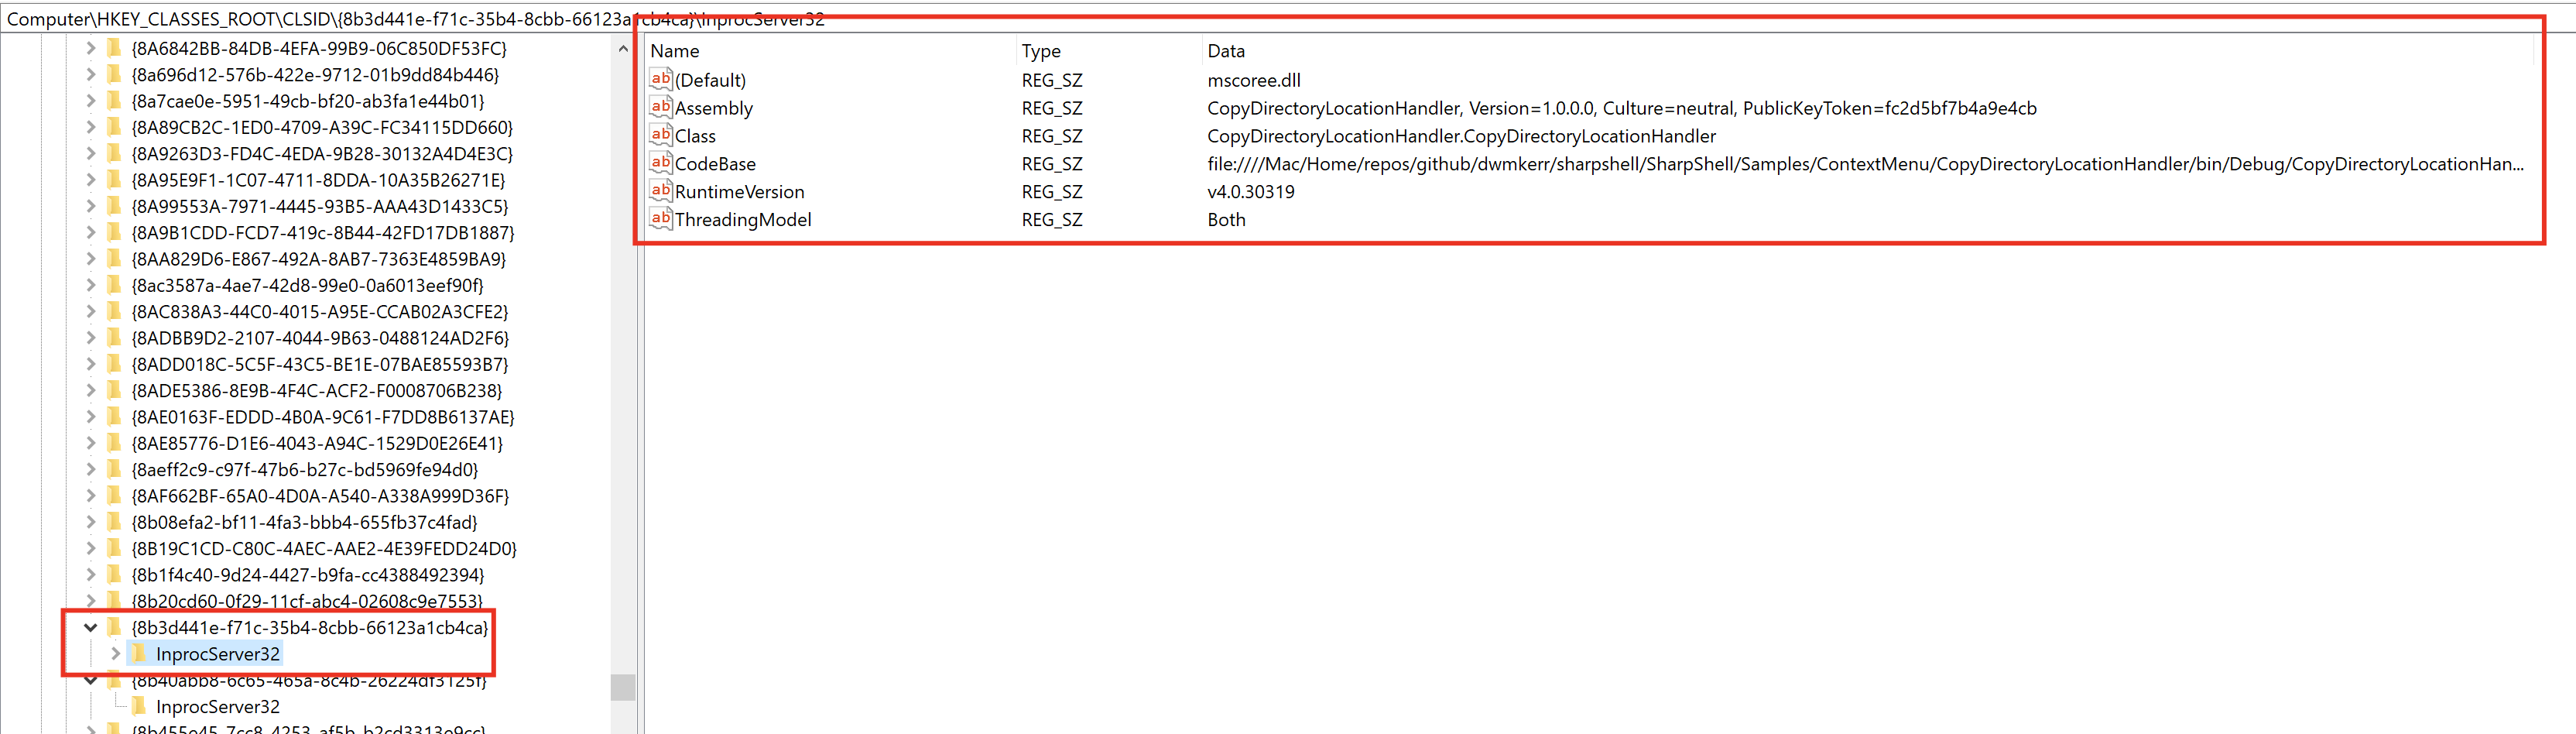 Computer\HKEY_CLASSES_ROOT\CLSID\{8b3d441e-f71c-35b4-8cbb-66123a1cb4ca}\InprocServer32
{8A6842BB-84DB-4EFA-99B9-06C850DF53FC}
{8a696d12-576b-422e-9712-01b9dd84b446}
{8a7cae0e-5951-49cb-bf20-ab3fa1e44b01}
{8A89CB2C-1ED0-4709-A39C-FC34115DD660}
{8A9263D3-FD4C-4EDA-9B28-30132A4D4E3C}
{8A95E9F1-1C07-4711-8DDA-10A35B26271E}
{8A99553A-7971-4445-93B5-AAA43D1433C5}
{8A9B1CDD-FCD7-419c-8B44-42FD17DB1887}
{8AA829D6-E867-492A-8AB7-7363E4859BA9}
{8ac3587a-4ae7-42d8-99e0-0a6013eef90f}
{8AC838A3-44C0-4015-A95E-CCAB02A3CFE2}
{8ADBB9D2-2107-4044-9B63-0488124AD2F6}
{8ADD018C-5C5F-43C5-BE1E-07BAE85593B7}
{8ADE5386-8E9B-4F4C-ACF2-F0008706B238}
{8AE0163F-EDDD-4B0A-9C61-F7DD8B6137AE}
{8AE85776-D1E6-4043-A94C-1529D0E26E41}
{8aeff2c9-c97f-47b6-b27c-bd5969fe94d0}
{8AF662BF-65A0-4D0A-A540-A338A999D36F}
{8b08efa2-bf11-4fa3-bbb4-655fb37c4fad}
{8B19C1CD-C80C-4AEC-AAE2-4E39FEDD24D0}
{8b1f4c40-9d24-4427-b9fa-cc4388492394}
{8b20cd60-0f29-11cf-abc4-02608c9e7553}
{8b3d441e-f71c-35b4-8cbb-66123a1cb4ca}
InprocServer32
{8b40abb8-6c65-465a-8c4b-26224df3125f}
InprocServer32
{8b455e45-7cc8-4253-af5b-b2cd3313e9cc}
Name Type Data
(Default) REG_SZ mscoree.dll
Assembly REG_SZ CopyDirectoryLocationHandler, Version=1.0.0.0, Culture=neutral, PublicKeyToken=fc2d5bf7b4a9e4cb
Class REG_SZ CopyDirectoryLocationHandler.CopyDirectoryLocationHandler
CodeBase REG_SZ file:////Mac/Home/repos/github/dwmkerr/sharpshell/SharpShell/Samples/ContextMenu/CopyDirectoryLocationHandler/bin/Debug/CopyDirectoryLocationHan...
RuntimeVersion REG_SZ v4.0.30319
ThreadingModel REG_SZ Both